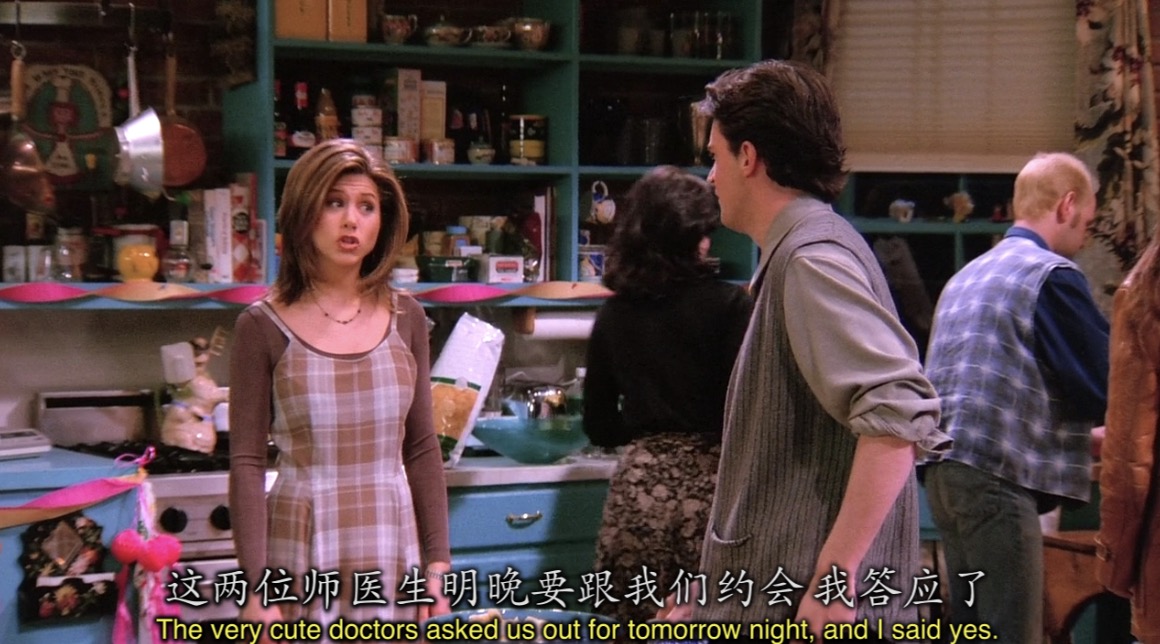 这两位师医生明晚要跟我们约会 我答应了
The very cute doctors asked us out for tomorrow night, and I said yes.